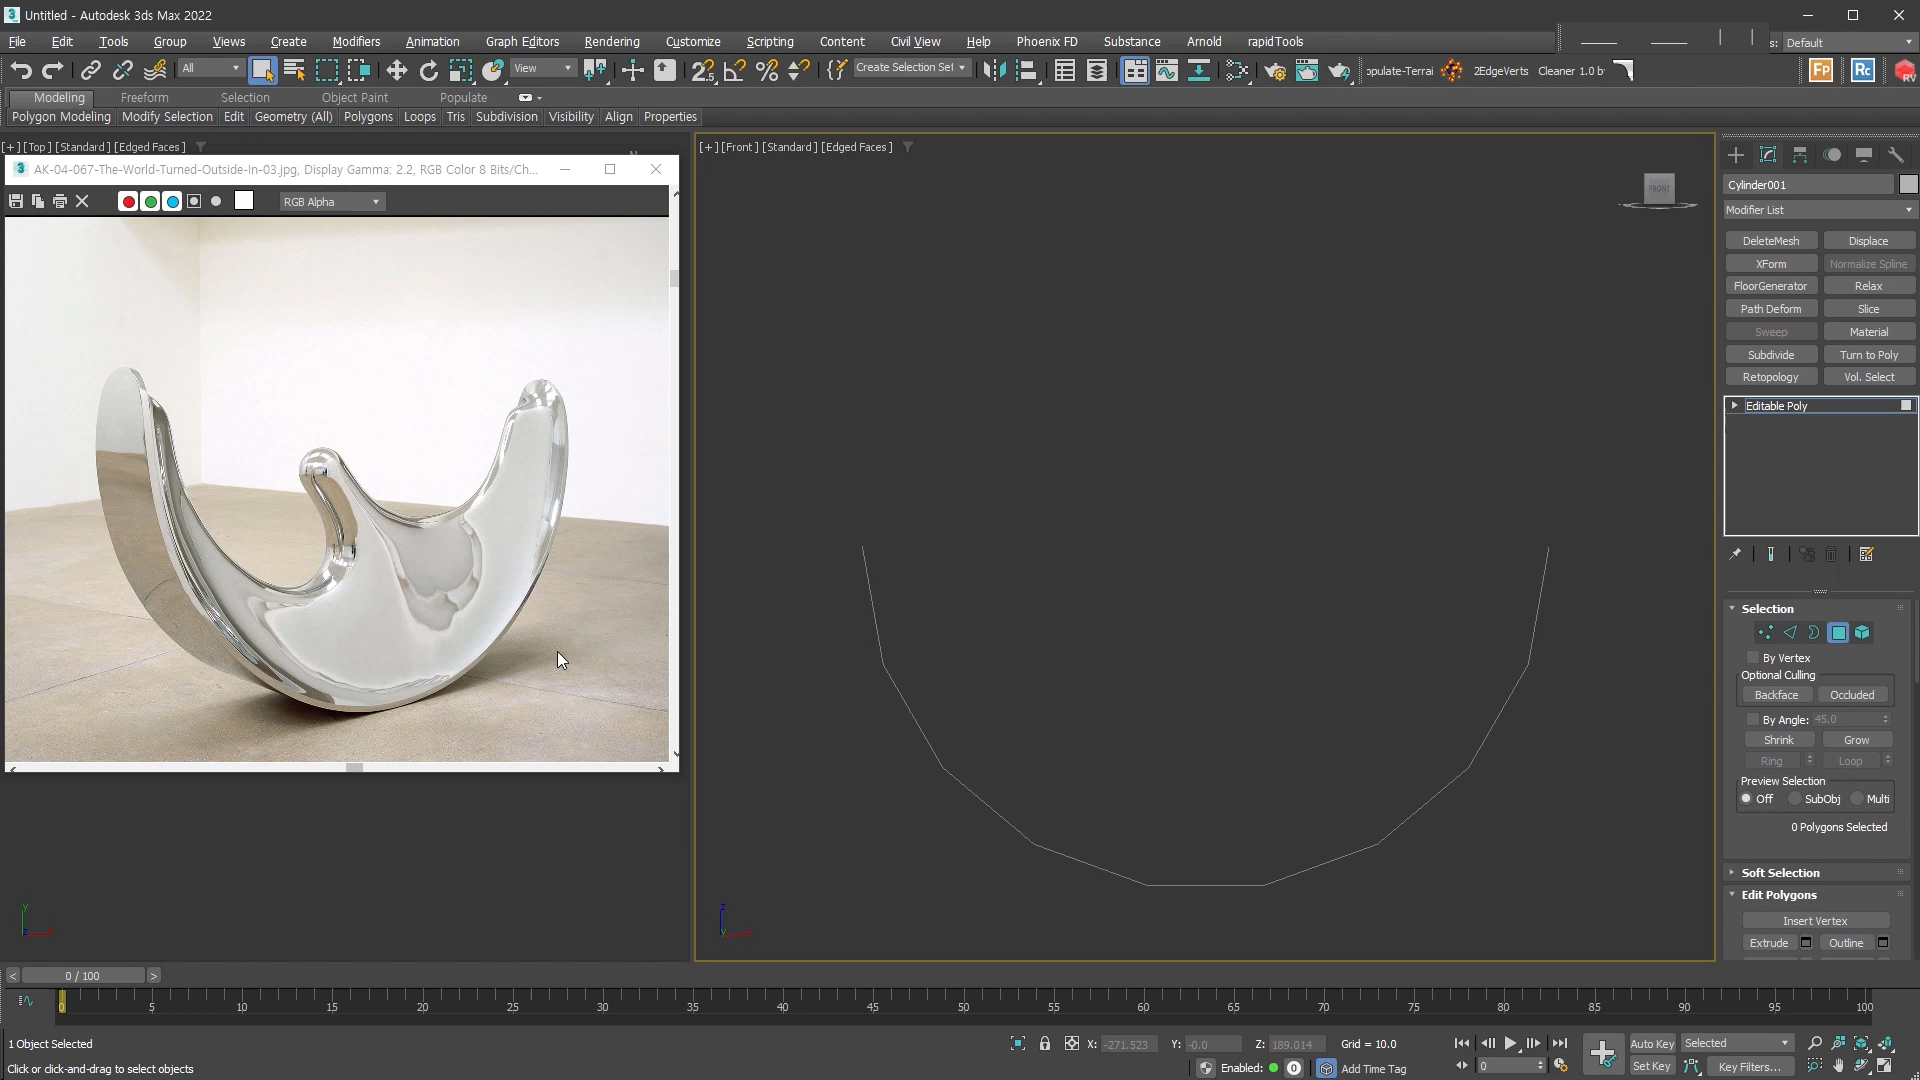 Untitled - Autodesk 3ds Max 2022
File Edit Tools Group Views Create Modifiers Animation Graph Editors Rendering Customize Scripting Content Civil View Help Phoenix FD Substance Arnold rapidTools s: Default
All View Create Selection Set opulate-Terrai 2EdgeVerts Cleaner 1.0 b Fp Rc RV
Modeling Freeform Selection Object Paint Populate
Polygon Modeling Modify Selection Edit Geometry (All) Polygons Loops Tris Subdivision Visibility Align Properties
[+] [Top] [Standard] [Edged Faces]
AK-04-067-The-World-Turned-Outside-In-03.jpg, Display Gamma: 2.2, RGB Color 8 Bits/Ch...
RGB Alpha
[+] [Front] [Standard] [Edged Faces]
FRONT
z
y
y
z
Cylinder001
Modifier List
DeleteMesh Displace
XForm Normalize Spline
FloorGenerator Relax
Path Deform Slice
Sweep Material
Subdivide Turn to Poly
Retopology Vol. Select
Editable Poly
Selection
By Vertex
Optional Culling
Backface Occluded
By Angle: 45.0
Shrink Grow
Ring Loop
Preview Selection
Off SubObj Multi
0 Polygons Selected
Soft Selection
Edit Polygons
Insert Vertex
Extrude Outline
< 0 / 100 >
0 5 10 15 20 25 30 35 40 45 50 55 60 65 70 75 80 85 90 95 100
1 Object Selected
X: -271.523 Y: -0.0 Z: 189.014 Grid = 10.0
Auto Key Selected
Click or click-and-drag to select objects
Enabled: 0 Add Time Tag
0
Set Key Key Filters...